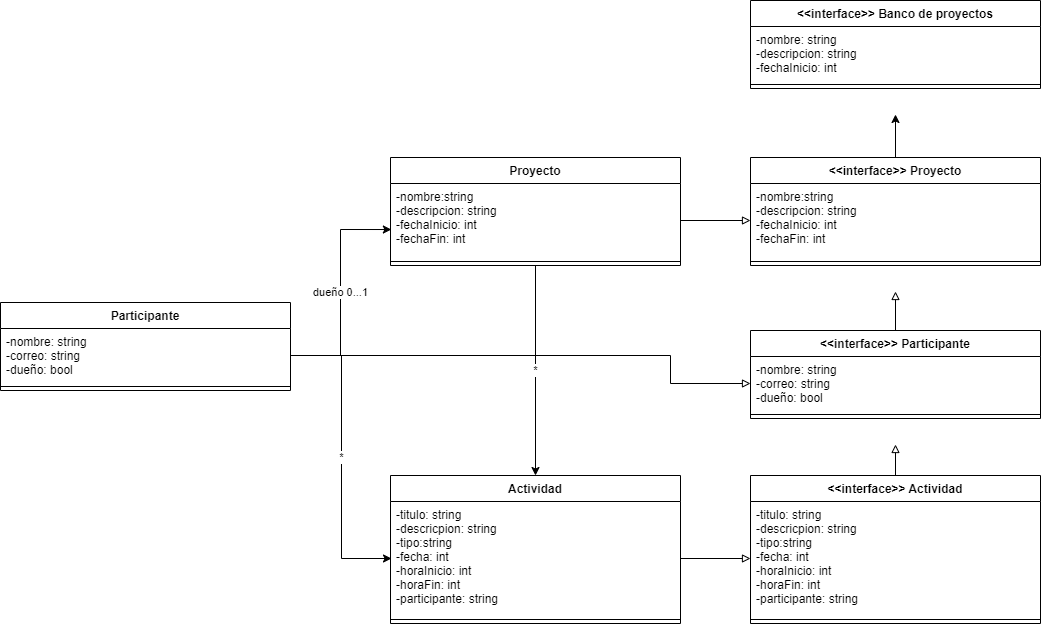 <<interface>> Banco de proyectos
-nombre: string
-descripcion: string
-fechaInicio: int
Proyecto
-nombre:string
-descripcion: string
-fechaInicio: int
-fechaFin: int
<<interface>> Proyecto
-nombre:string
-descripcion: string
-fechaInicio: int
-fechaFin: int
dueño 0...1
Participante
-nombre: string
-correo: string
-dueño: bool
*
<<interface>> Participante
-nombre: string
-correo: string
-dueño: bool
*
Actividad
-titulo: string
-descricpion: string
-tipo:string
-fecha: int
-horaInicio: int
-horaFin: int
-participante: string
<<interface>> Actividad
-titulo: string
-descricpion: string
-tipo:string
-fecha: int
-horaInicio: int
-horaFin: int
-participante: string